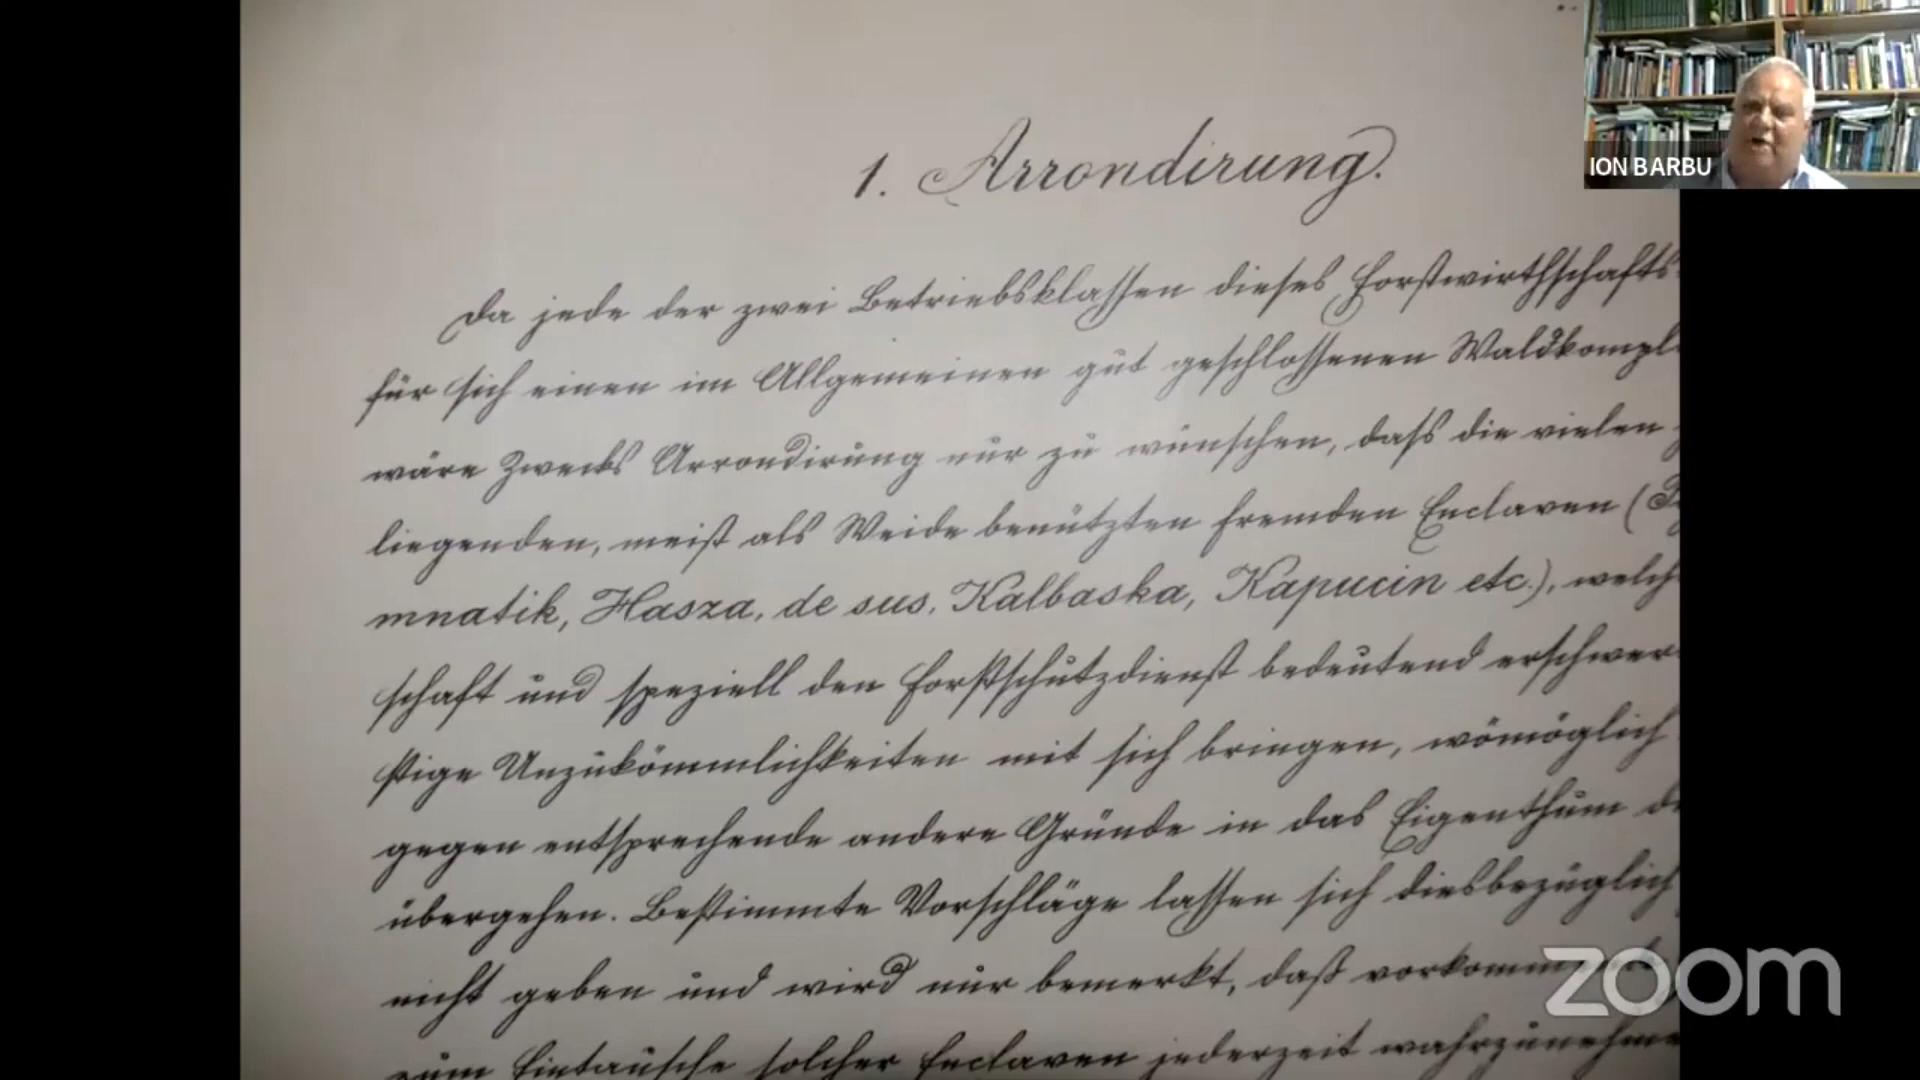 1. Arrondirung.
ION BARBU
Da jede der zwei Betriebsklassen dieses Forstwirthschafts
für sich einen im Allgemeinen gut geschlossenen Waldkompl
wäre Zwecks Arrondirung nur zu wünschen, dass die vielen
liegenden, meist als Weide benützten fremden Enclaven (
mnatik, Hasza, de sus, Kalbaska, Kapucin etc.), welch
schaft und speziell den Forstschutzdienst bedeutend erschwer
stige Unzukömmlichkeiten mit sich bringen, womöglich
gegen entsprechende andere Gründe in das Eigenthum d
übergehen. Bestimmte Vorschläge lassen sich diesbezüglich
nicht geben und wird nur bemerkt, daß
zoom
zum Eintausche solcher Enclaven jederzeit wahrzunehme